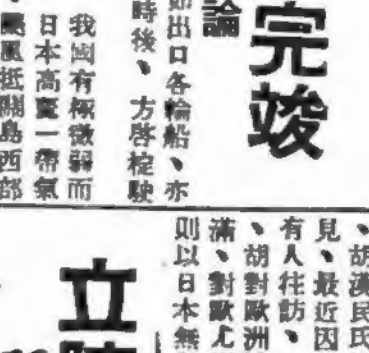 完竣
論
如出口各輪船、亦
時後、方啓椗駛
我國有極微弱而
日本高氣一帶氣
颶風抵關島西部
、胡漢民氏
見、最近因
有人往訪、
、胡對歐洲
滿、對歐尤
則以日本無
立